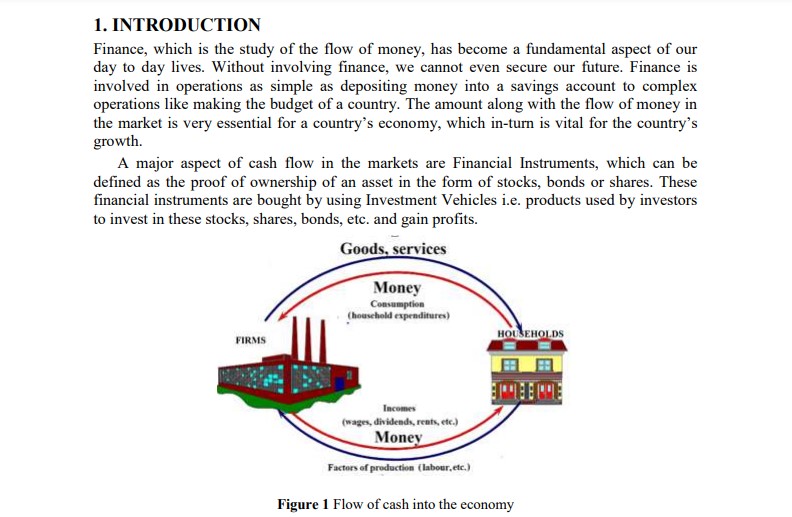 1. INTRODUCTION
Finance, which is the study of the flow of money, has become a fundamental aspect of our
day to day lives. Without involving finance, we cannot even secure our future. Finance is
involved in operations as simple as depositing money into a savings account to complex
operations like making the budget of a country. The amount along with the flow of money in
the market is very essential for a country's economy, which in-turn is vital for the country's
growth.
A major aspect of cash flow in the markets are Financial Instruments, which can be
defined as the proof of ownership of an asset in the form of stocks, bonds or shares. These
financial instruments are bought by using Investment Vehicles i.e. products used by investors
to invest in these stocks, shares, bonds, etc. and gain profits.
Goods, services
Money
Consumption
(household expenditures)
FIRMS
HOUSEHOLDS
Incomes
(wages, dividends, rents, etc.)
Money
Factors of production (labour,etc.)
Figure 1 Flow of cash into the economy